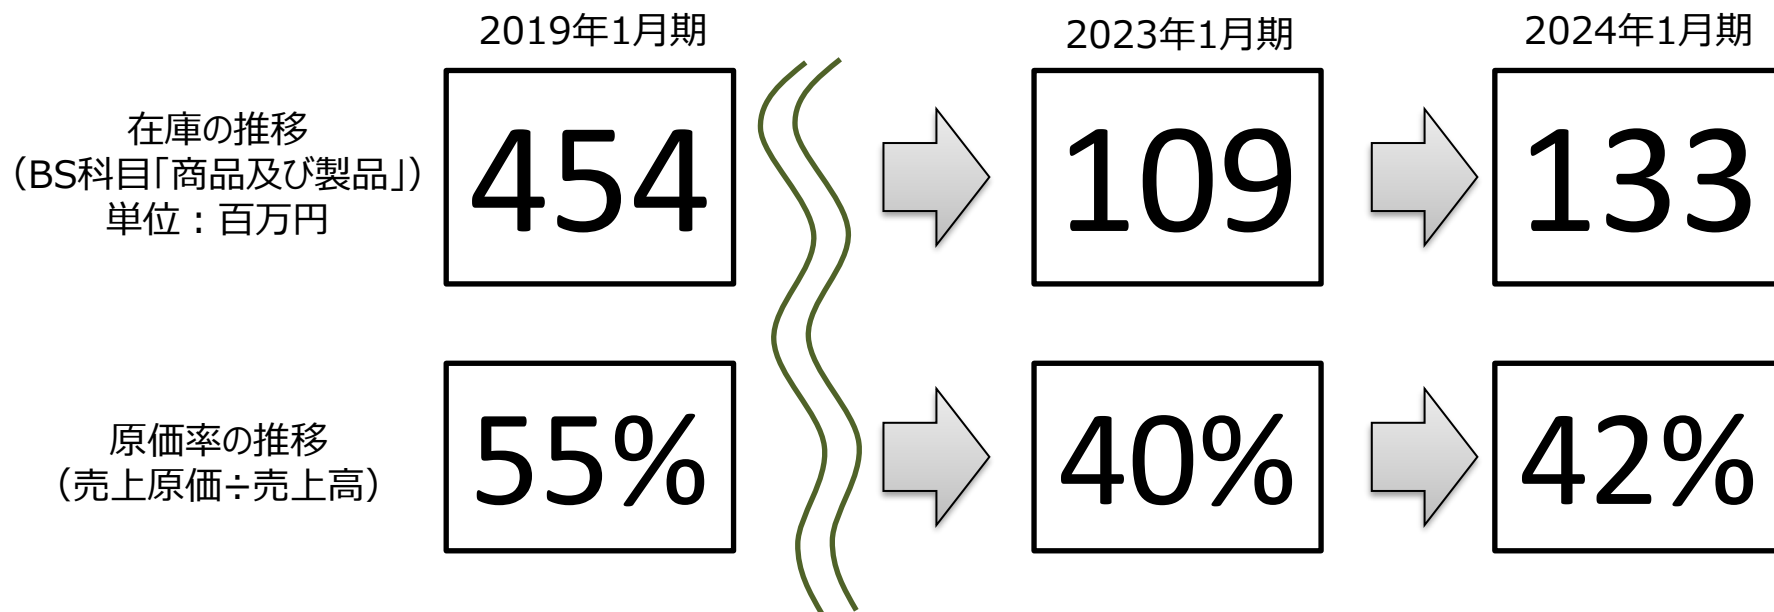 2019年1月期
2023年1月期
2024年1月期
在庫の推移
（BS科目「商品及び製品」）
単位：百万円
454
109
133
原価率の推移
（売上原価÷売上高）
55%
40%
42%